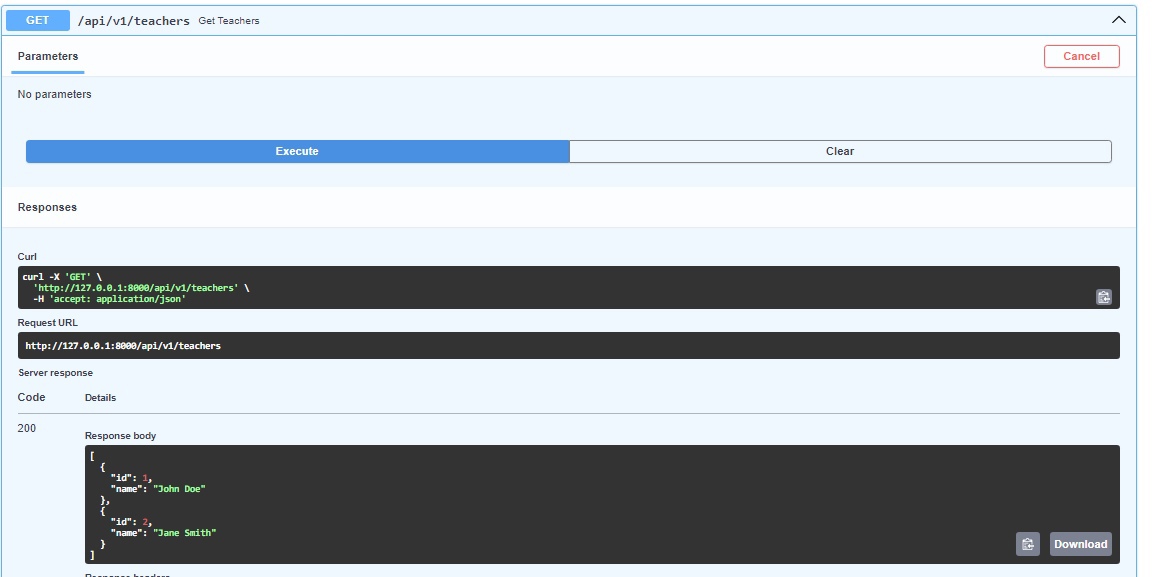 GET /api/v1/teachers Get Teachers
Parameters
Cancel
No parameters
Execute
Clear
Responses
Curl
curl -X 'GET' \
  'http://127.0.0.1:8000/api/v1/teachers' \
  -H 'accept: application/json'
Request URL
http://127.0.0.1:8000/api/v1/teachers
Server response
Code Details
200
Response body
[
  {
    "id": 1,
    "name": "John Doe"
  },
  {
    "id": 2,
    "name": "Jane Smith"
  }
]
Download
Response headers